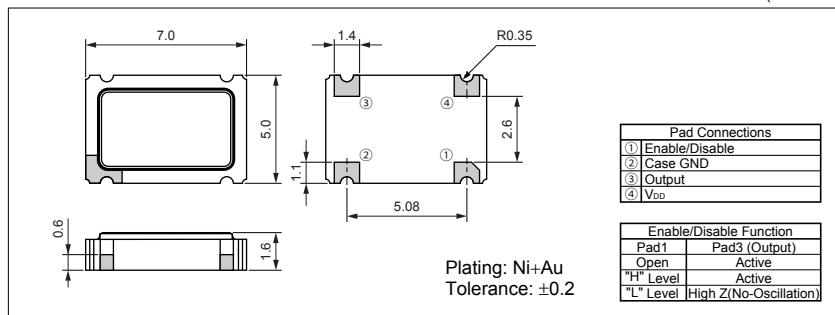 7.0
5.0
0.6
1.6
1.4
R0.35
③
④
②
①
2.6
1.1
5.08
Plating: Ni+Au
Tolerance: ±0.2
Pad Connections
① Enable/Disable
② Case GND
③ Output
④ VDD
Enable/Disable Function
Pad1 Pad3 (Output)
Open Active
"H" Level Active
"L" Level High Z(No-Oscillation)